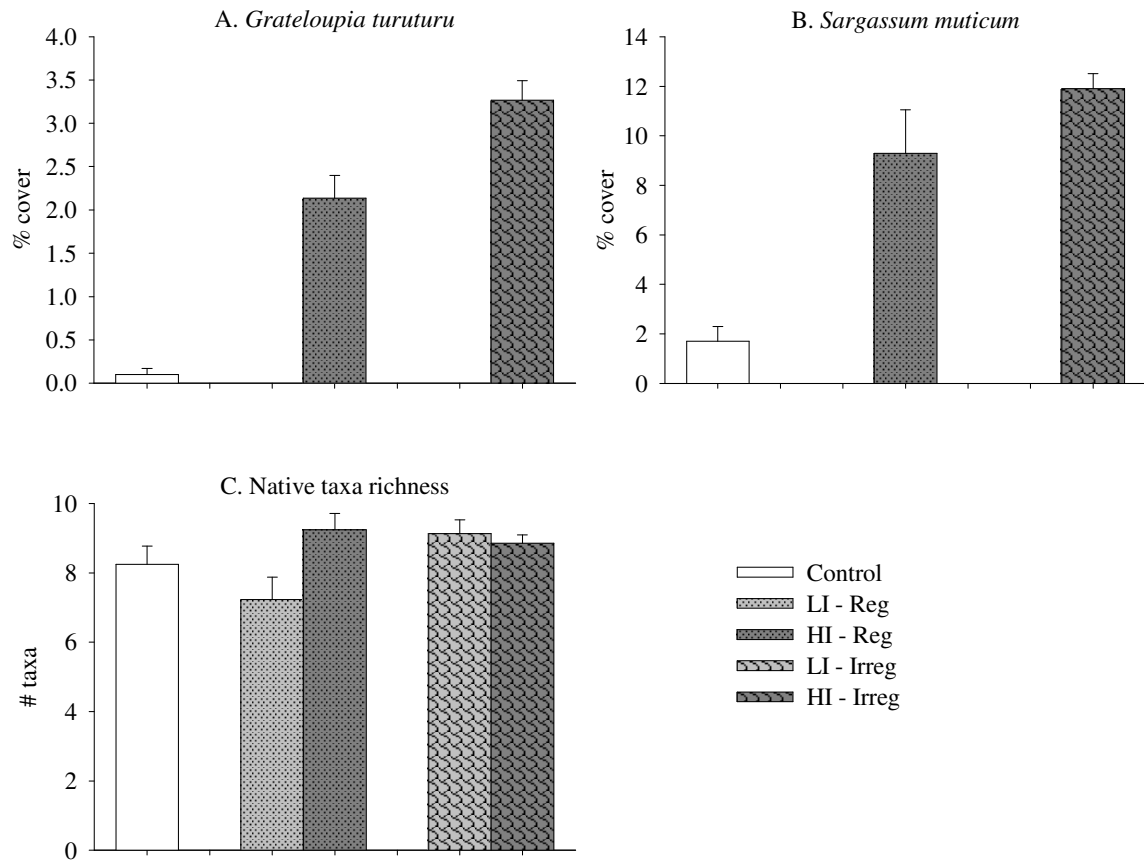 A. Grateloupia turuturu
4.0
3.5
3.0
2.5
2.0
1.5
1.0
0.5
0.0
% cover
B. Sargassum muticum
14
12
10
8
6
4
2
0
% cover
C. Native taxa richness
10
8
6
4
2
0
# taxa
Control
LI - Reg
HI - Reg
LI - Irreg
HI - Irreg